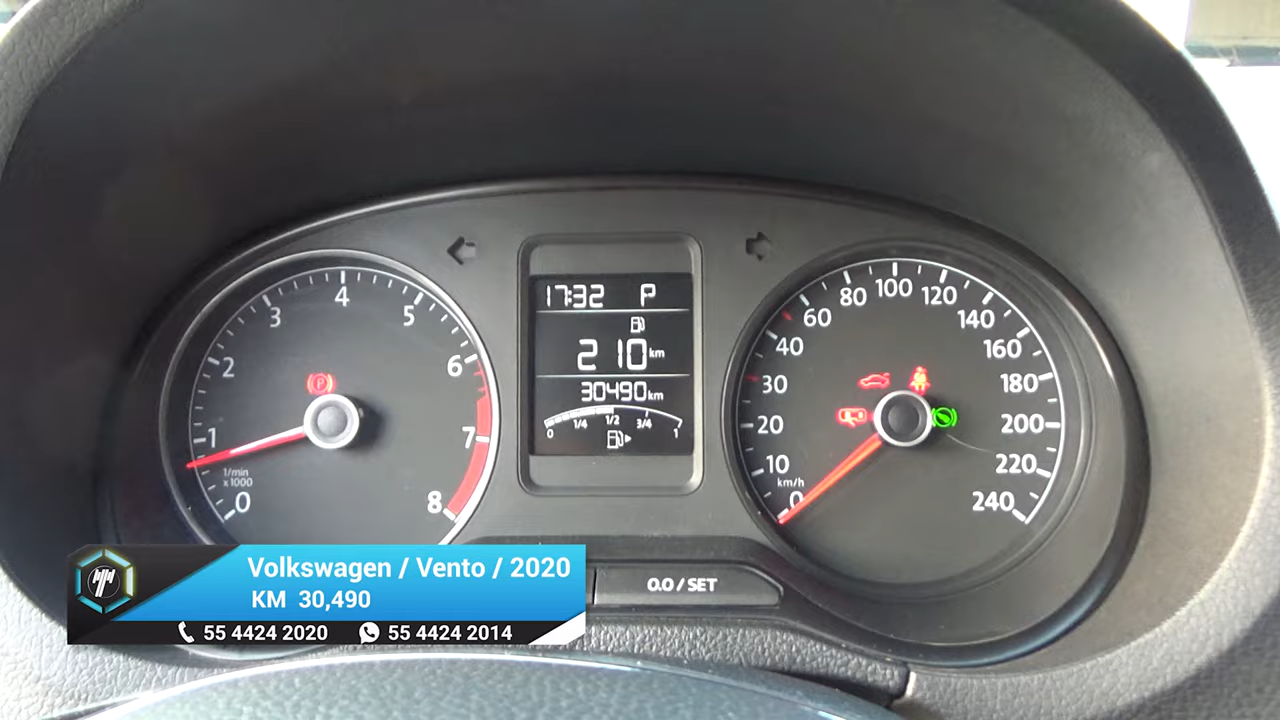 17:32 P
210 km
30490 km
0 1/4 1/2 3/4 1
0 1 2 3 4 5 6 7 8
1/min
x 1000
P
0 10 20 30 40 60 80 100 120 140 160 180 200 220 240
km/h
0.0 / SET
Volkswagen / Vento / 2020
KM 30,490
55 4424 2020 55 4424 2014